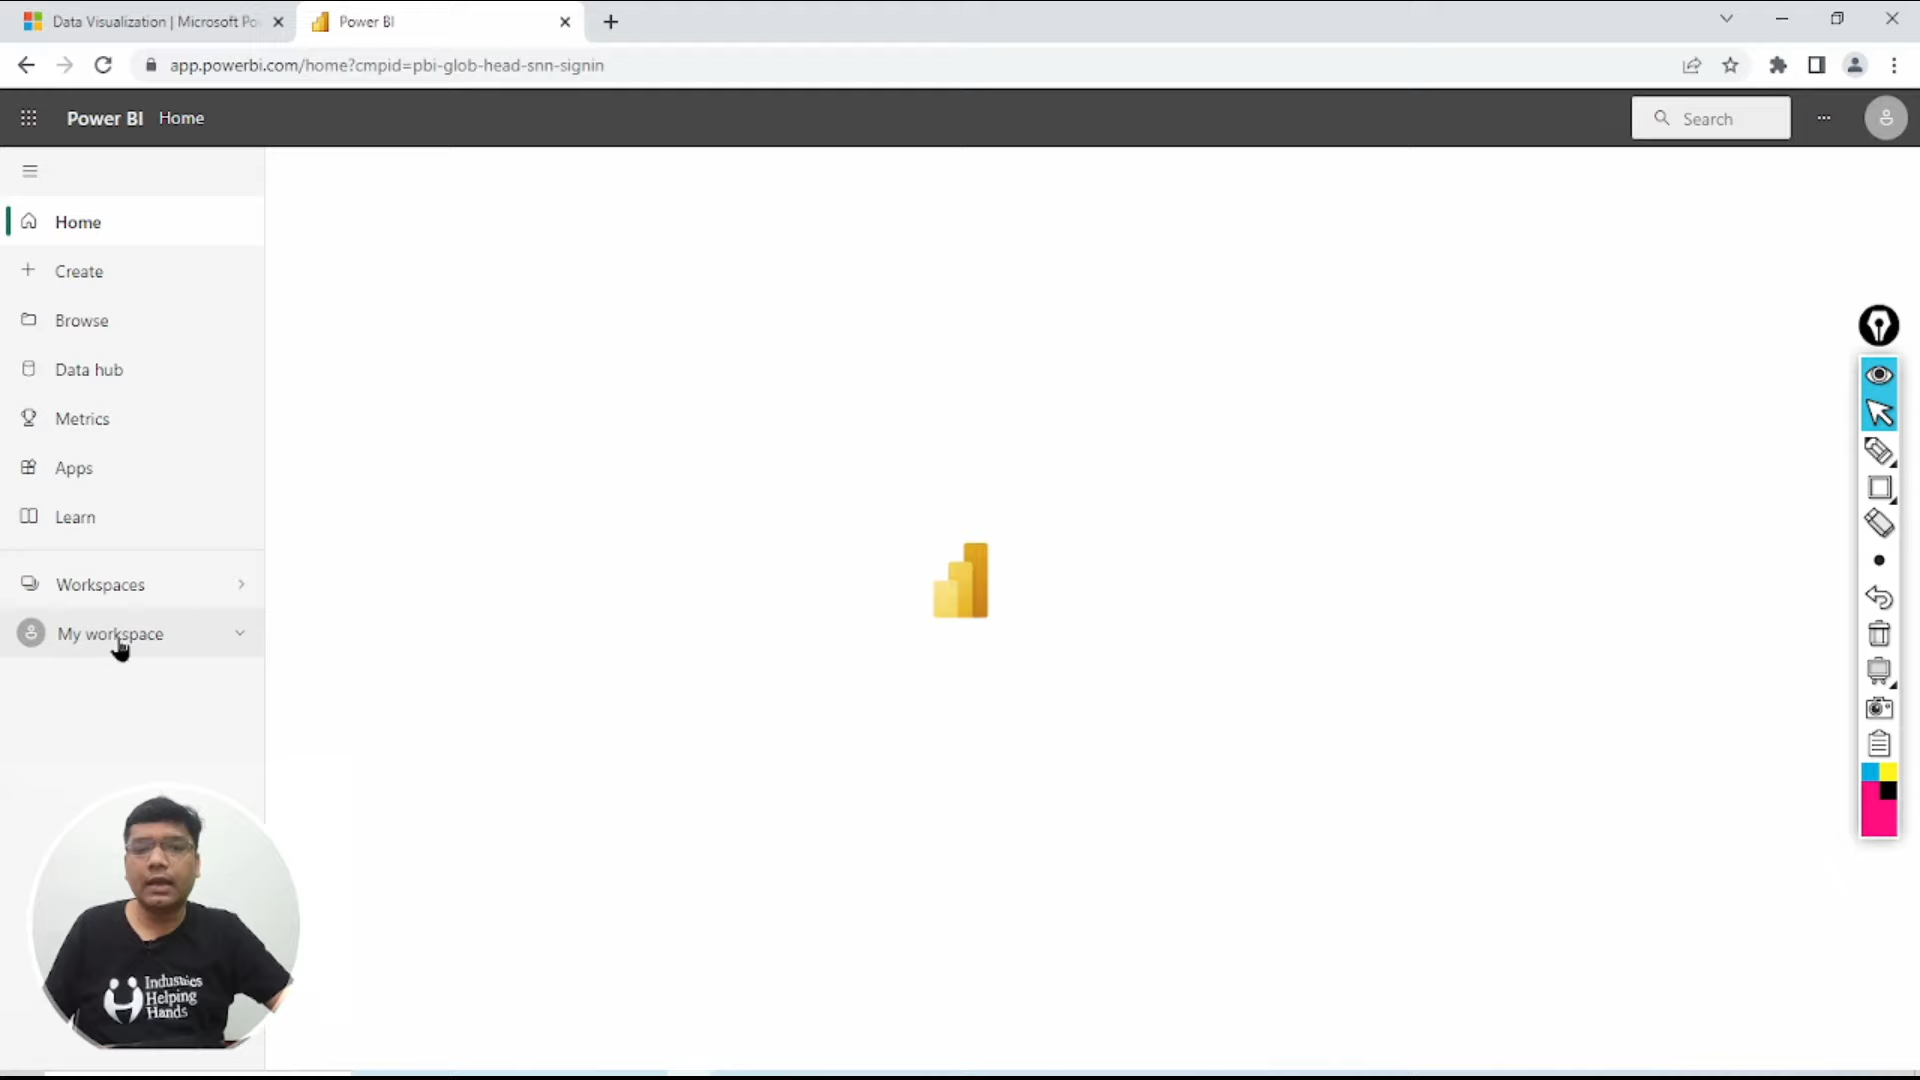 Data Visualization | Microsoft Po
Power BI
app.powerbi.com/home?cmpid=pbi-glob-head-snn-signin
Power BI Home
Search
Home
Create
Browse
Data hub
Metrics
Apps
Learn
Workspaces
My workspace
Industries
Helping
Hands